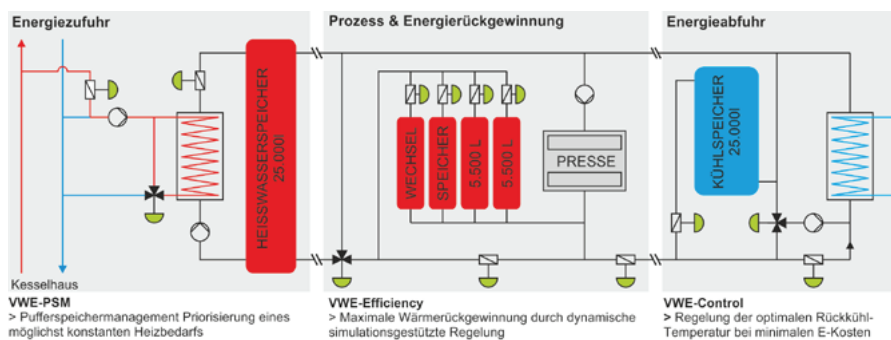 Energiezufuhr
Prozess & Energierückgewinnung
Energieabfuhr
HEISSWASSERSPEICHER
25 000l
WECHSEL
SPEICHER
5.500 L
5.500 L
PRESSE
KÜHLSPEICHER
25.000l
Kesselhaus
VWE-PSM
> Pufferspeichermanagement Priorisierung eines
möglichst konstanten Heizbedarfs
VWE-Efficiency
> Maximale Wärmerückgewinnung durch dynamische
simulationsgestützte Regelung
VWE-Control
> Regelung der optimalen Rückkühl-
Temperatur bei minimalen E-Kosten